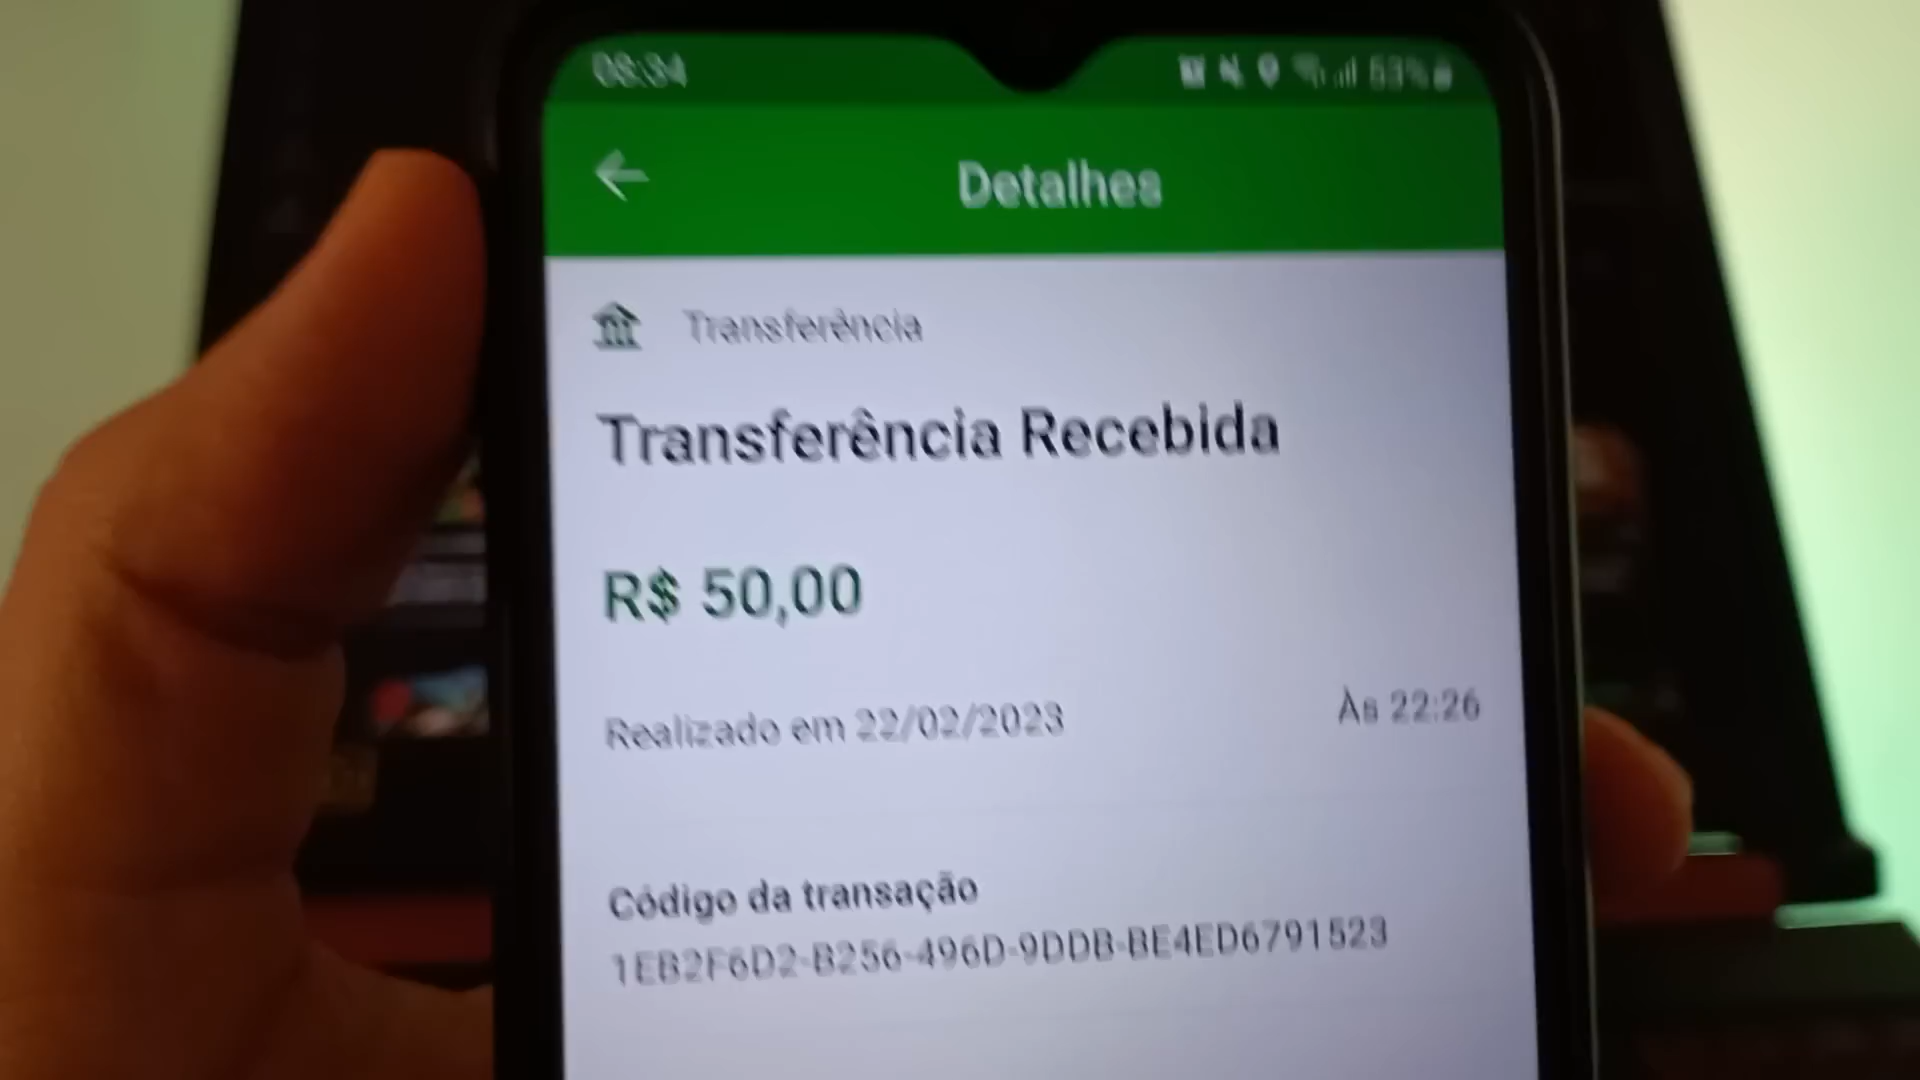 08:34
53%
Detalhes
Transferência
Transferência Recebida
R$ 50,00
Realizado em 22/02/2023
Às 22:26
Código da transação
1EB2F6D2-B256-496D-9DDB-BE4ED6791523